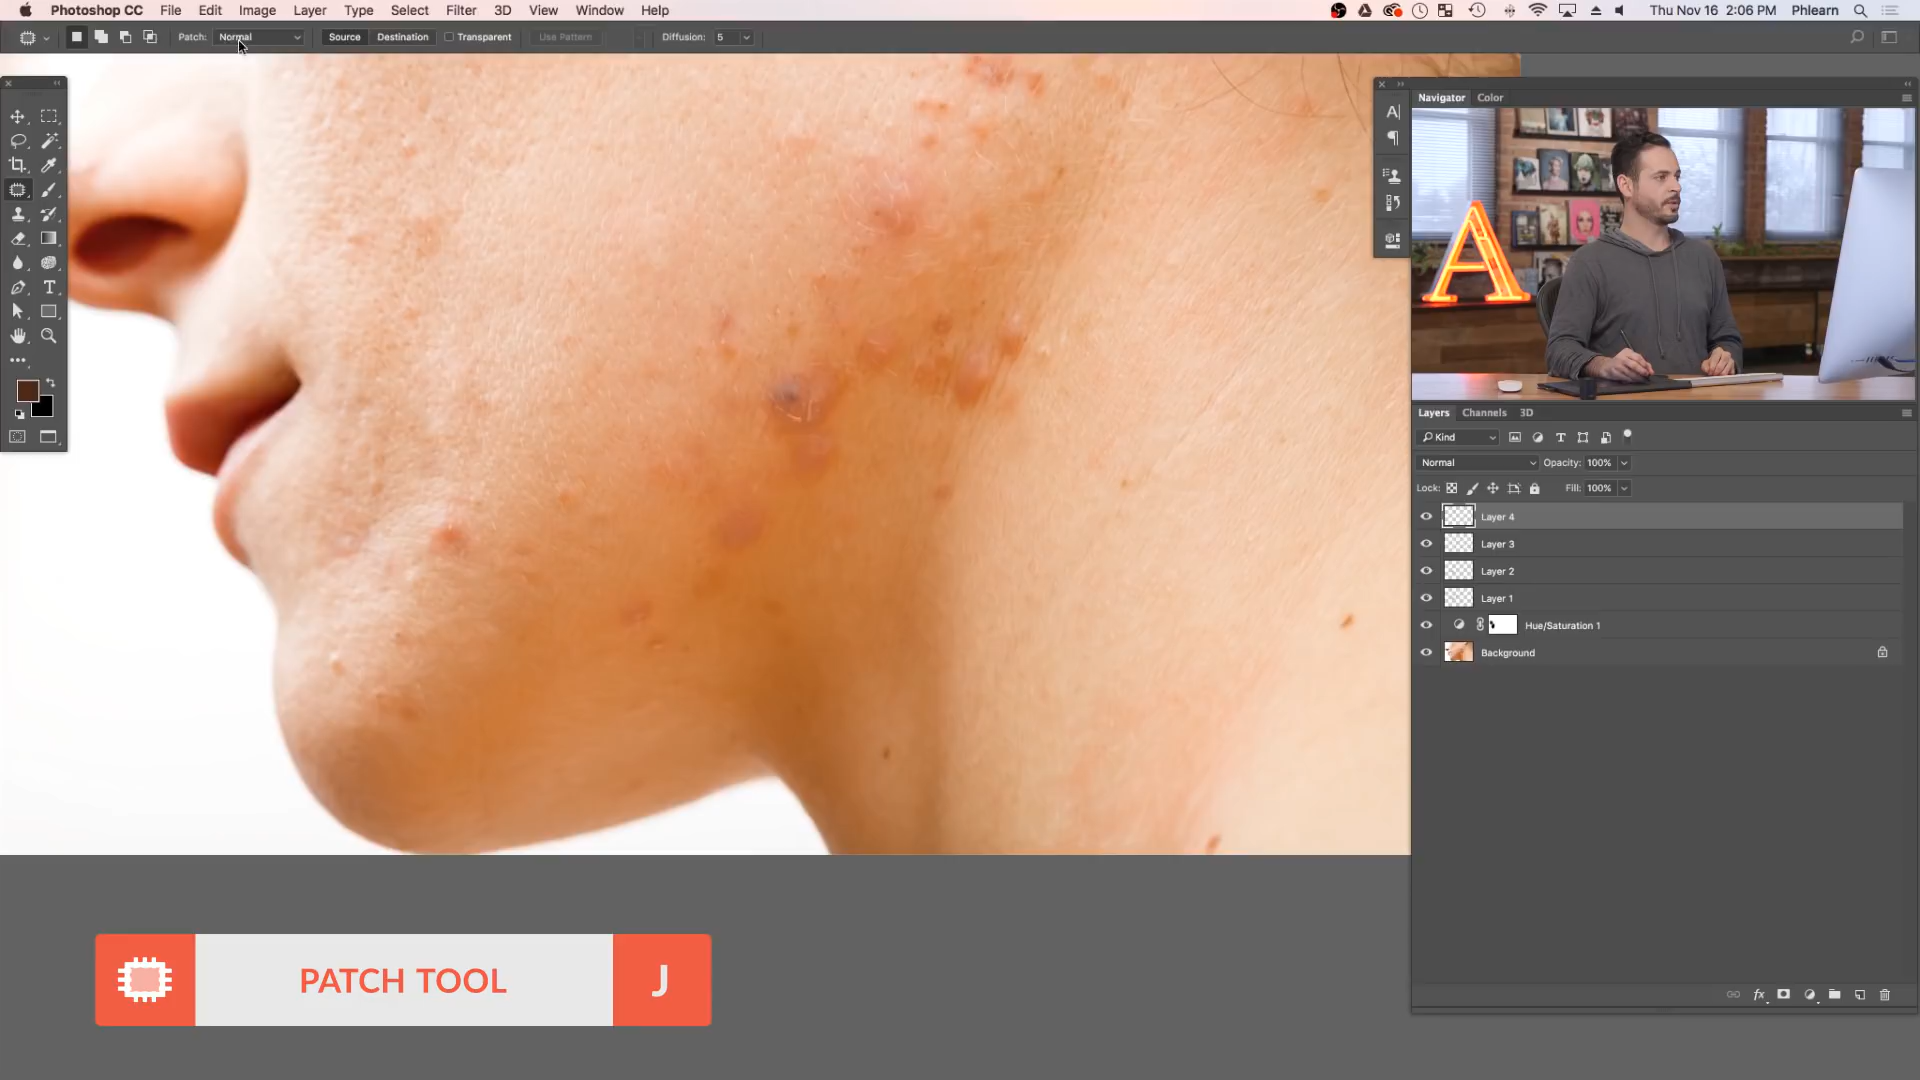 Photoshop CC File Edit Image Layer Type Select Filter 3D View Window Help Thu Nov 16 2:06 PM Phlearn
Patch: Normal Source Destination Transparent Use Pattern Diffusion: 5
Navigator Color
A
Layers Channels 3D
Kind
Normal Opacity: 100%
Lock: Fill: 100%
Layer 4
Layer 3
Layer 2
Layer 1
Hue/Saturation 1
Background
fx
PATCH TOOL J